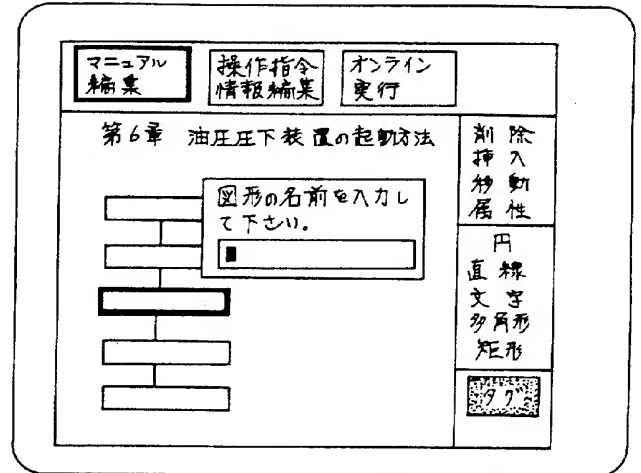 マニュアル
編集
操作指令
情報編集
オンライン
実行
第6章 油圧圧下装置の起動方法
図形の名前を入力し
て下さい。
削除
挿入
移動
属性
円
直線
文字
多角形
矩形
タグ